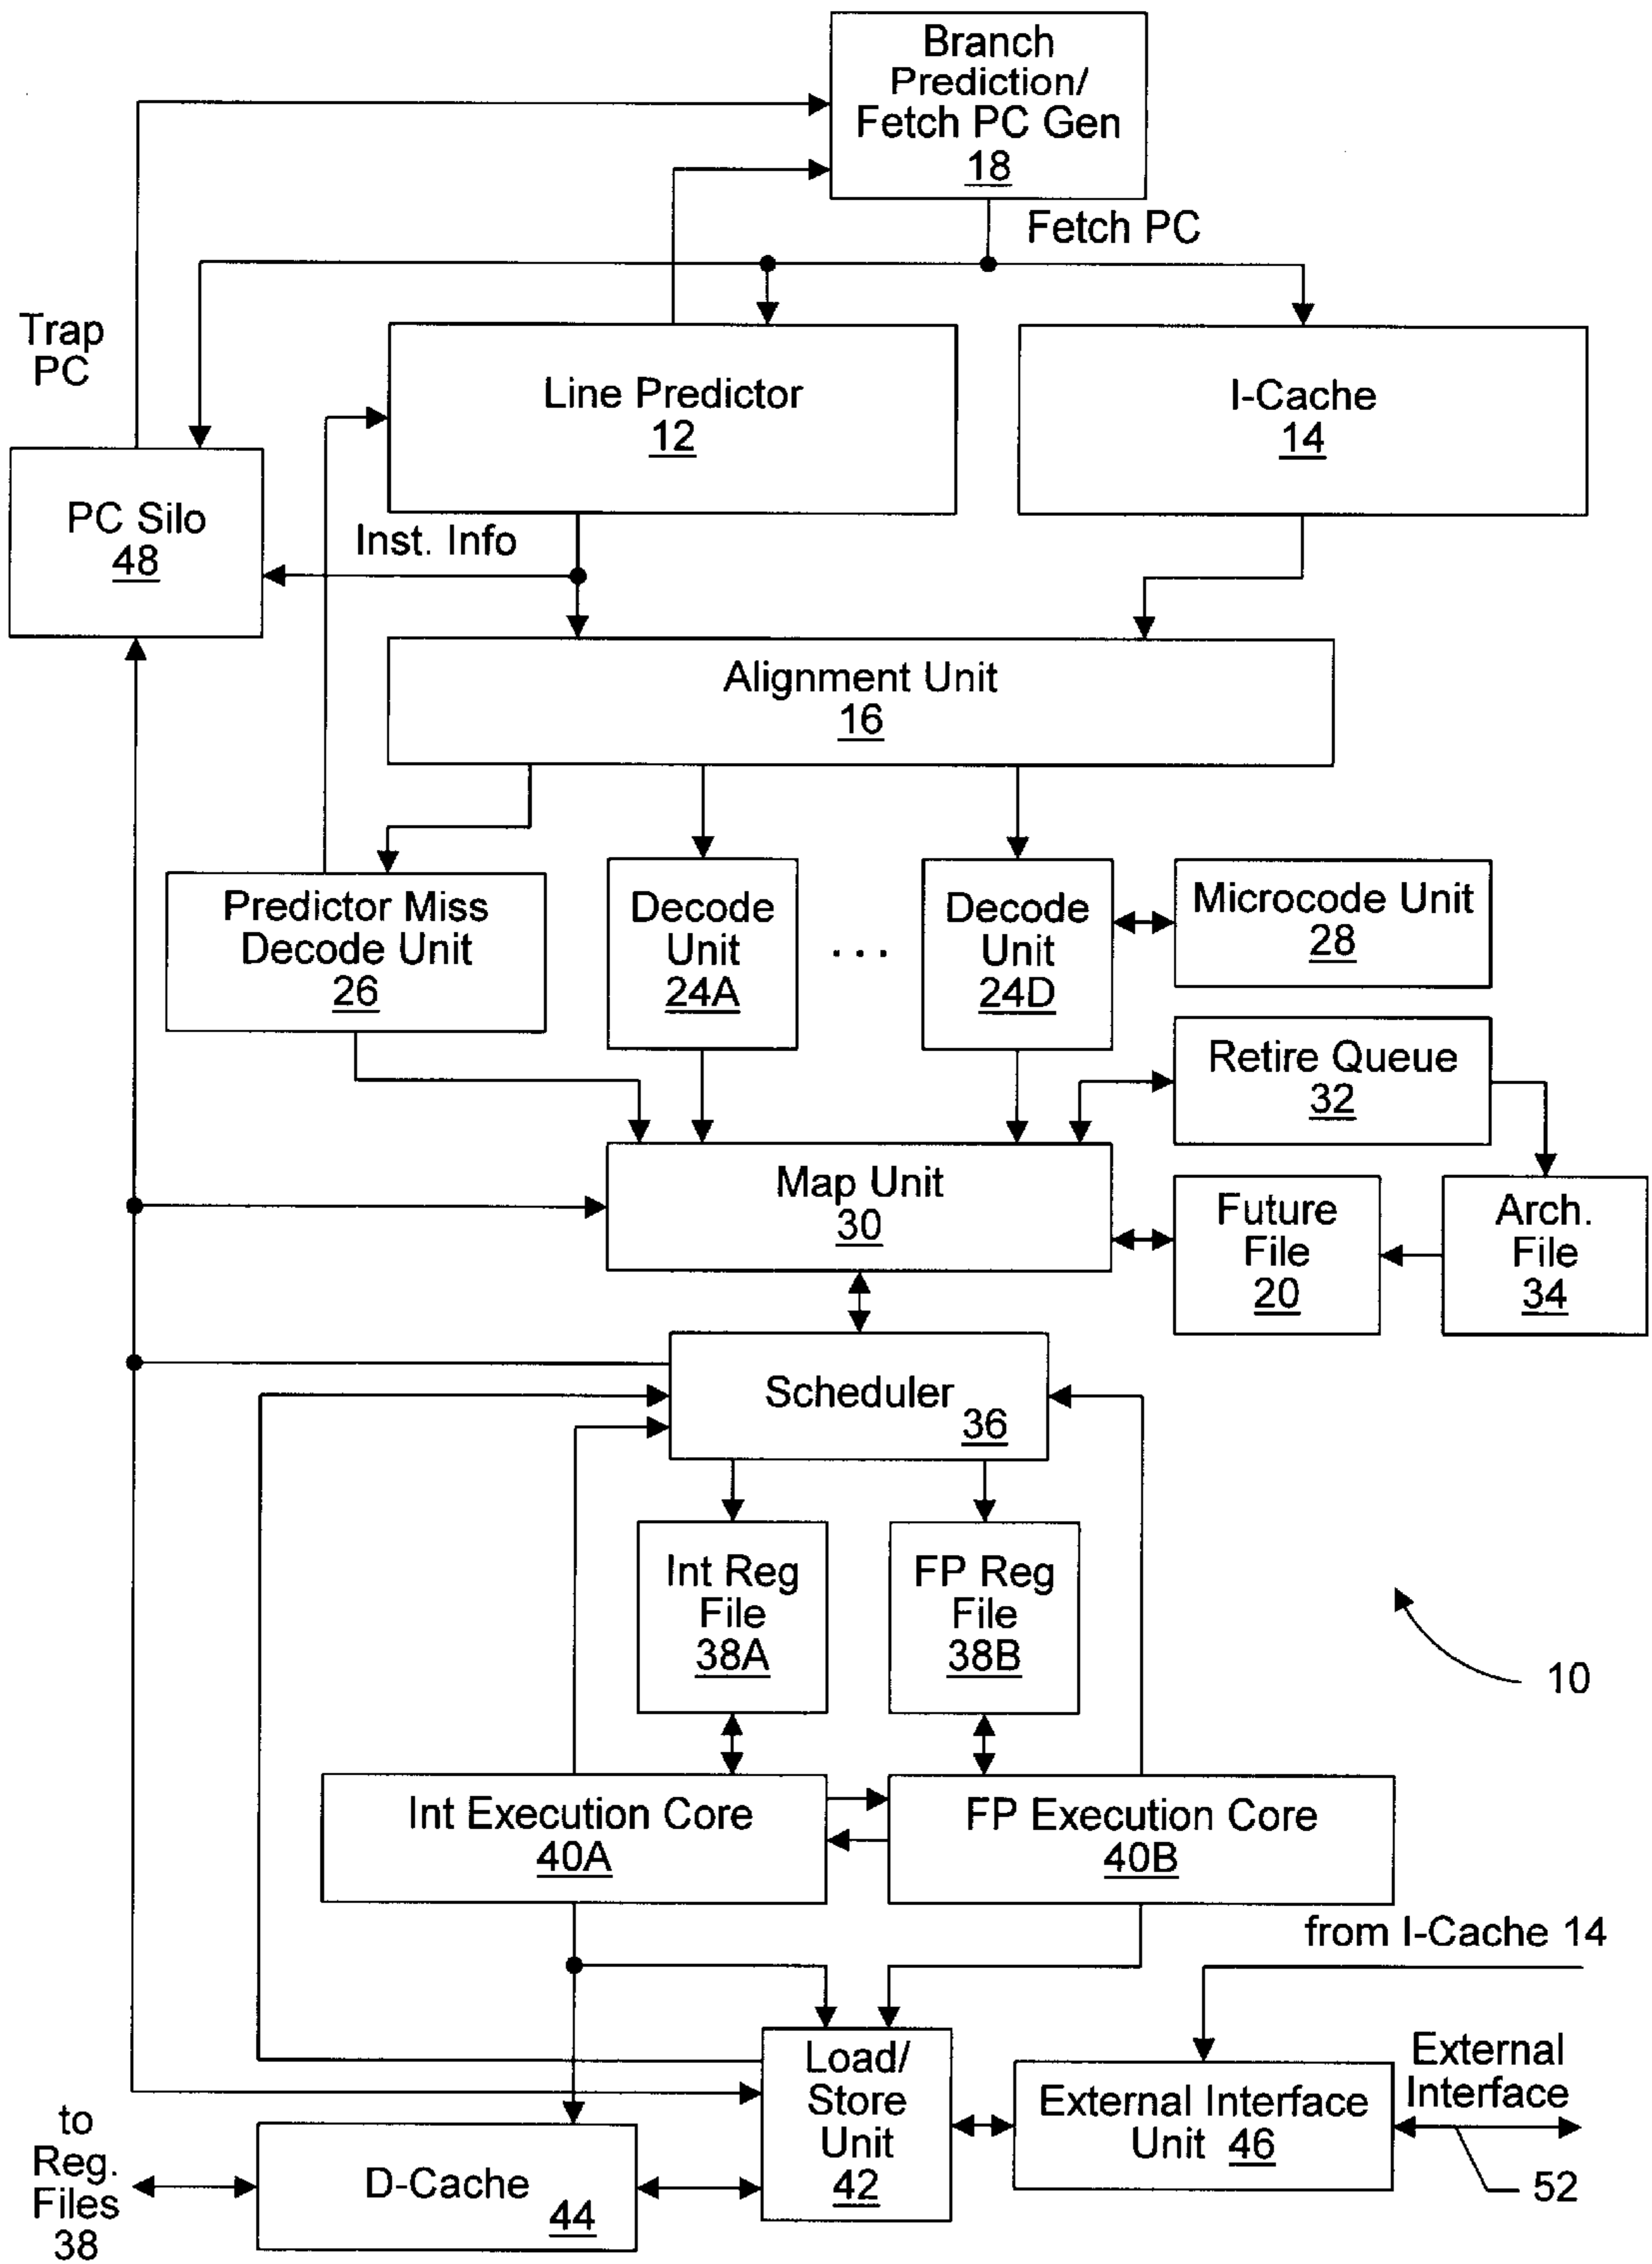 Branch
Prediction/
Fetch PC Gen
18
Fetch PC
Trap
PC
Line Predictor
12
I-Cache
14
PC Silo
48
Inst. Info
Alignment Unit
16
Predictor Miss
Decode Unit
26
Decode
Unit
24A
...
Decode
Unit
24D
Microcode Unit
28
Retire Queue
32
Map Unit
30
Future
File
20
Arch.
File
34
Scheduler
36
Int Reg
File
38A
FP Reg
File
38B
10
Int Execution Core
40A
FP Execution Core
40B
from I-Cache 14
Load/
Store
Unit
42
External Interface
Unit 46
External
Interface
52
to
Reg.
Files
38
D-Cache
44